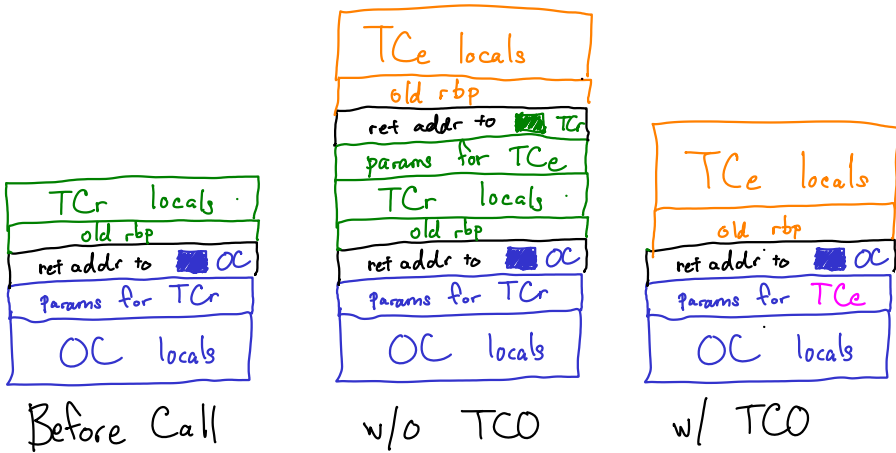 TCr locals
old rbp
ret addr to OC
params for TCr
OC locals
Before Call
TCe locals
old rbp
ret addr to TCr
params for TCe
TCr locals
old rbp
ret addr to OC
params for TCr
OC locals
w/o TCO
TCe locals
old rbp
ret addr to OC
params for TCe
OC locals
w/ TCO